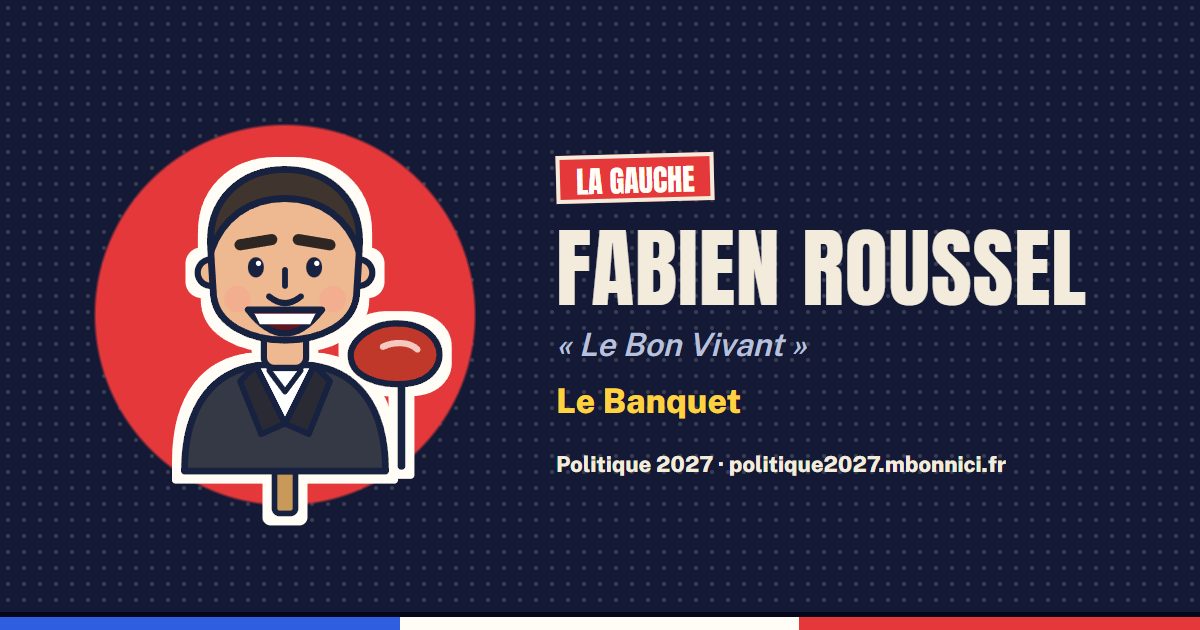 LA GAUCHE
FABIEN ROUSSEL
« Le Bon Vivant »
Le Banquet
Politique 2027 · politique2027.mbonnici.fr